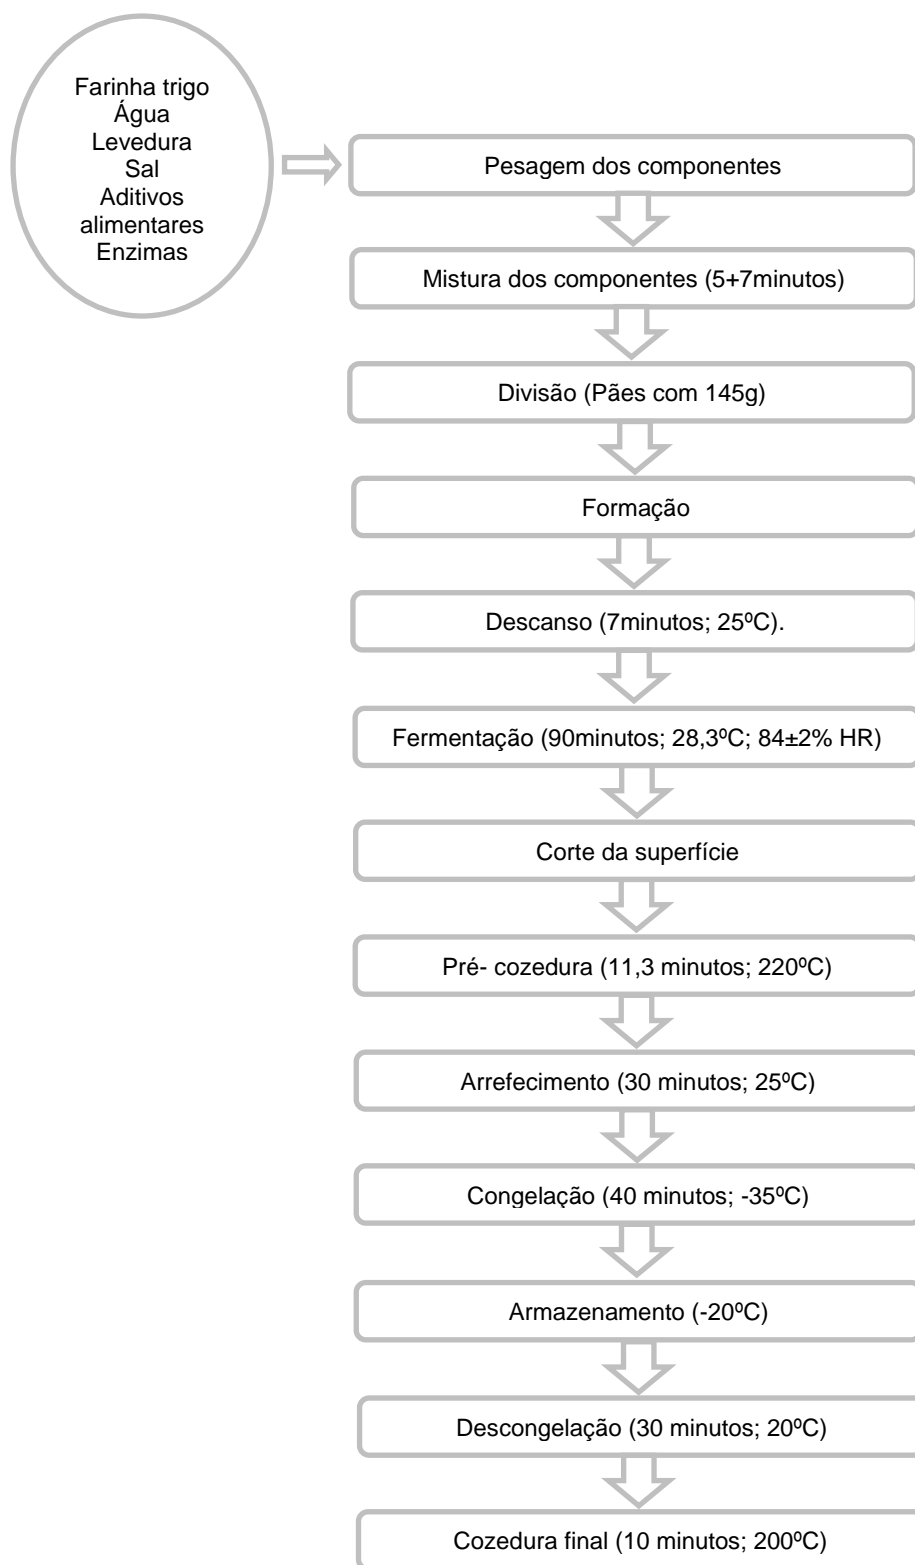 Farinha trigo
Água
Levedura
Sal
Aditivos
alimentares
Enzimas
Pesagem dos componentes
Mistura dos componentes (5+7minutos)
Divisão (Pães com 145g)
Formação
Descanso (7minutos; 25ºC).
Fermentação (90minutos; 28,3ºC; 84±2% HR)
Corte da superfície
Pré- cozedura (11,3 minutos; 220ºC)
Arrefecimento (30 minutos; 25ºC)
Congelação (40 minutos; -35ºC)
Armazenamento (-20ºC)
Descongelação (30 minutos; 20ºC)
Cozedura final (10 minutos; 200ºC)